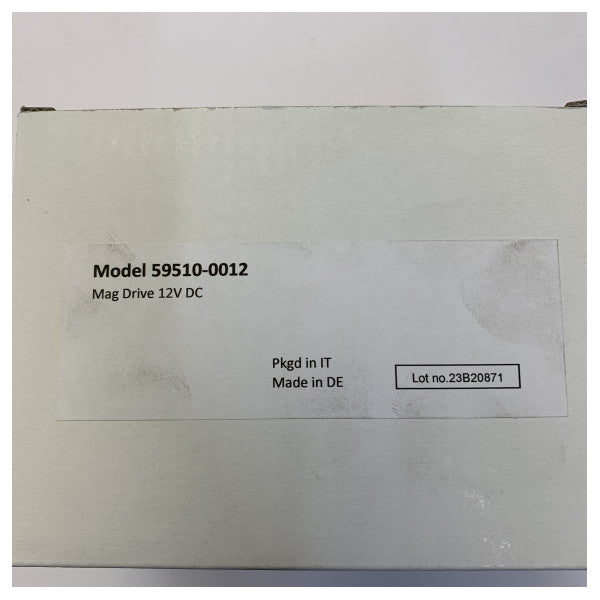 Model 59510-0012
Mag Drive 12V DC
Pkgd in IT
Made in DE
Lot no.23B20871